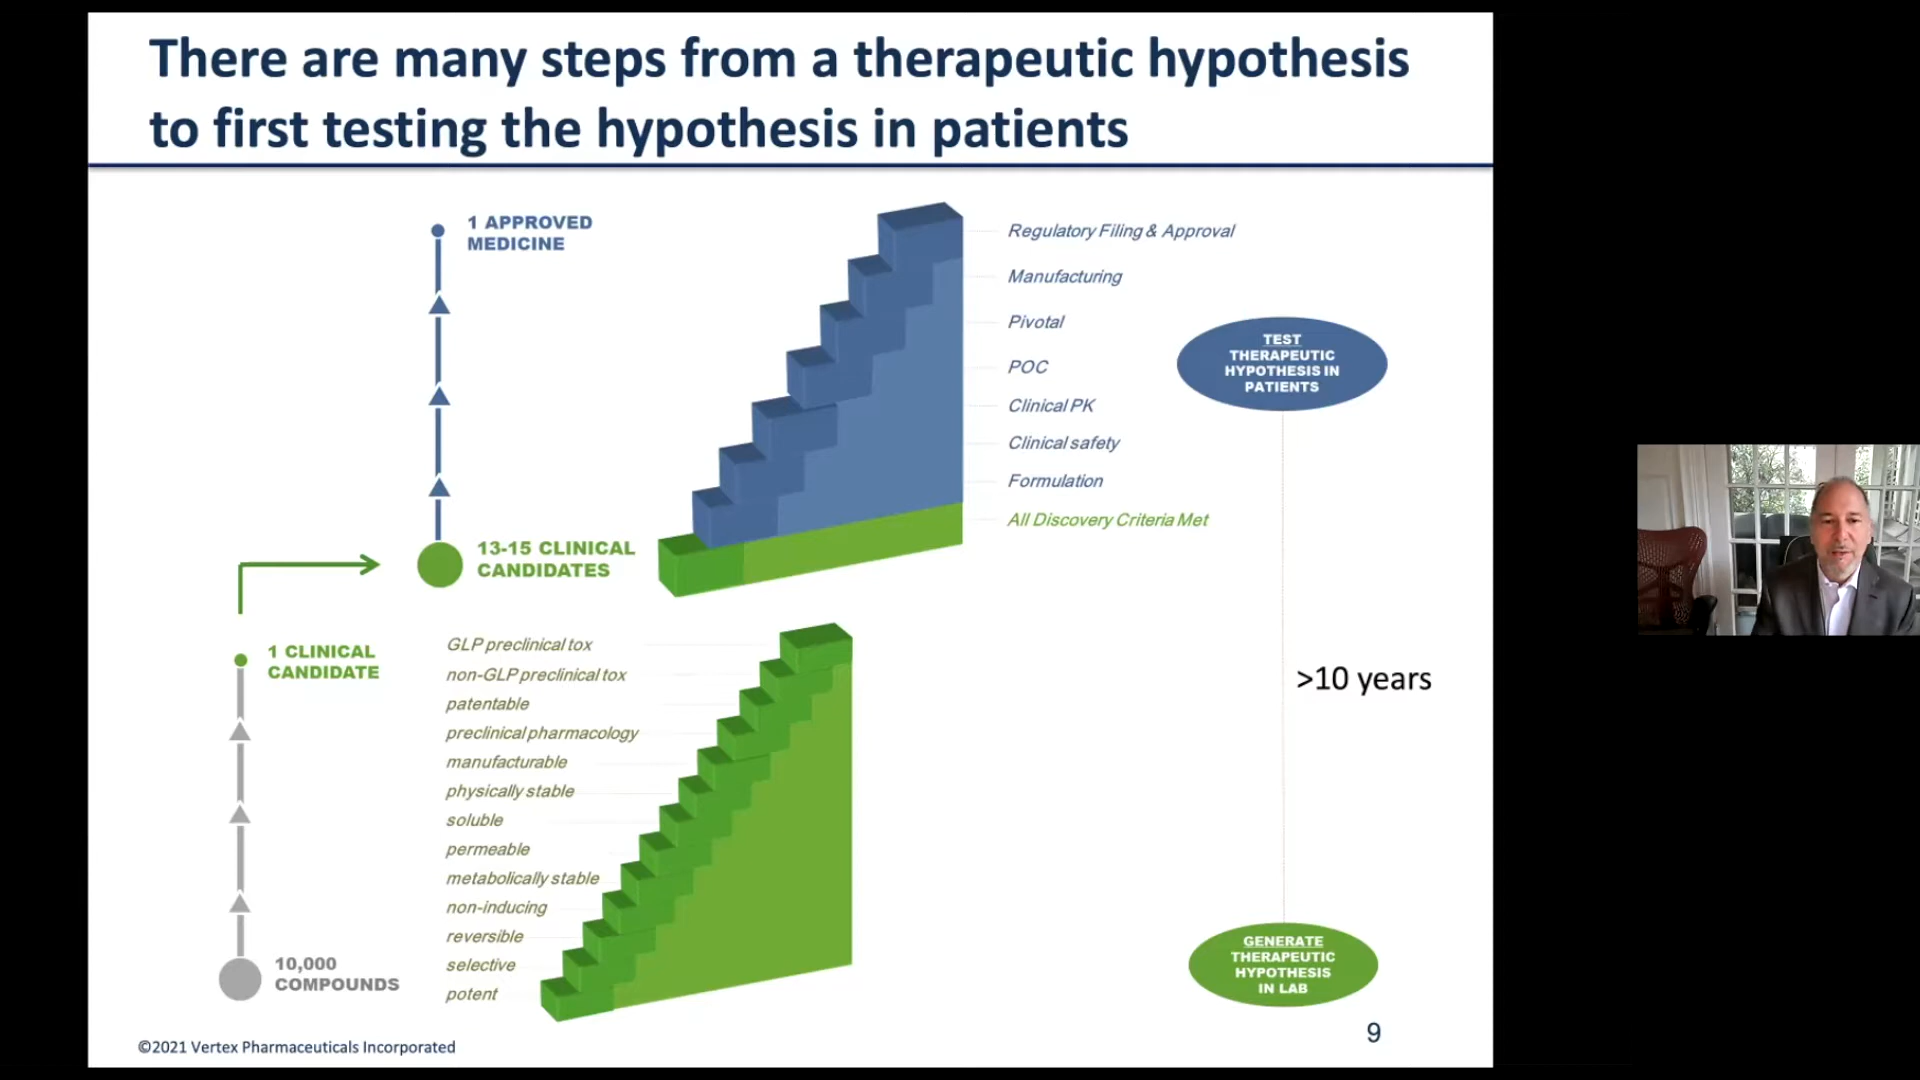 There are many steps from a therapeutic hypothesis
to first testing the hypothesis in patients
1 APPROVED
MEDICINE
Regulatory Filing & Approval
Manufacturing
Pivotal
POC
Clinical PK
Clinical safety
Formulation
All Discovery Criteria Met
TEST
THERAPEUTIC
HYPOTHESIS IN
PATIENTS
13-15 CLINICAL
CANDIDATES
1 CLINICAL
CANDIDATE
GLP preclinical tox
non-GLP preclinical tox
patentable
preclinical pharmacology
manufacturable
physically stable
soluble
permeable
metabolically stable
non-inducing
reversible
selective
potent
10,000
COMPOUNDS
>10 years
GENERATE
THERAPEUTIC
HYPOTHESIS
IN LAB
©2021 Vertex Pharmaceuticals Incorporated
9